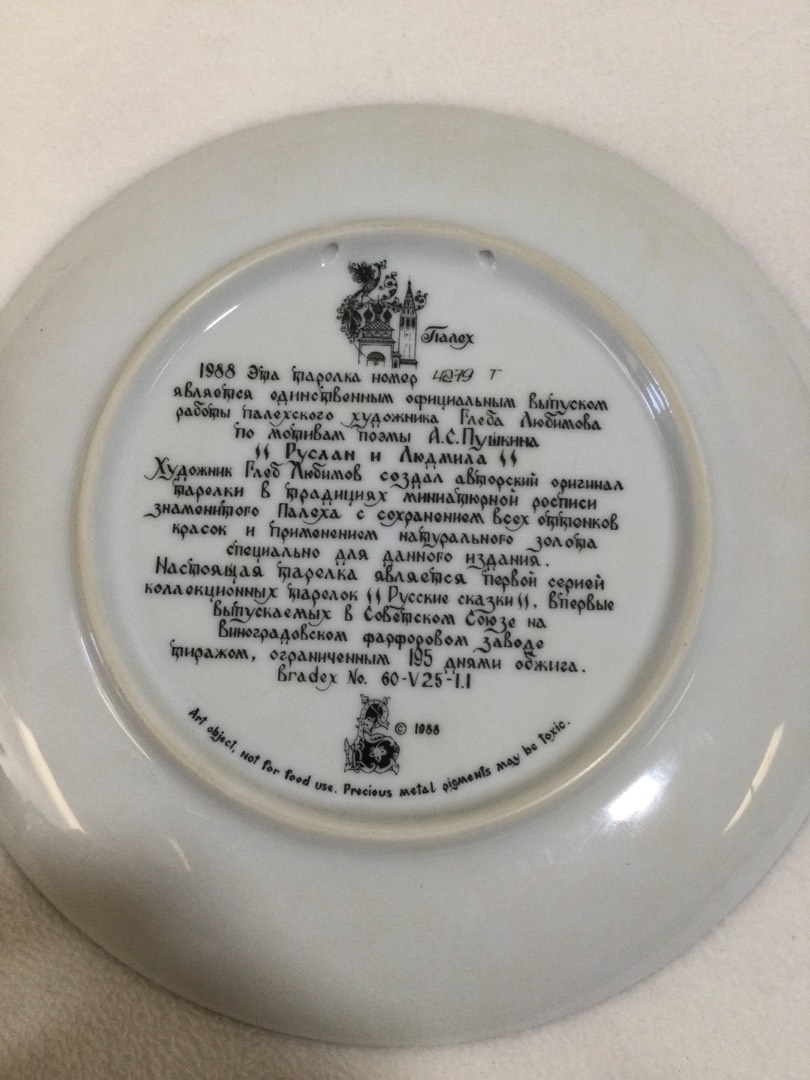 Палех
1988 Эта тарелка номер 4279 Т
является единственным официальным выпуском
работы палехского художника Глеба Любимова
по мотивам поэмы А.С.Пушкина
"Руслан и Людмила"
Художник Глеб Любимов создал авторский оригинал
тарелки в традициях миниатюрной росписи
знаменитого Палеха с сохранением всех оттенков
красок и применением натурального золота
специально для данного издания.
Настоящая тарелка является первой серией
коллекционных тарелок "Русские сказки", впервые
выпускаемых в Советском Союзе на
Виноградовском фарфоровом заводе
тиражом, ограниченным 195 днями обжига.
Bradex No. 60-V25-1.1
© 1988
Art object, not for food use. Precious metal pigments may be toxic.